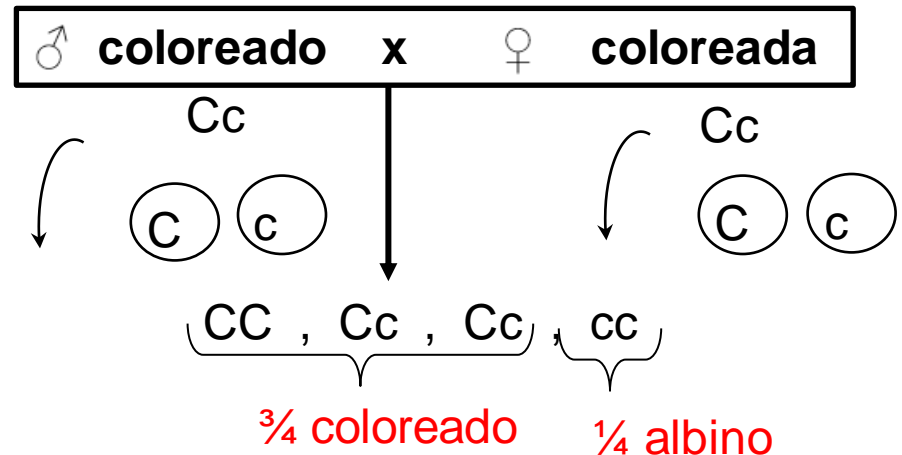 ♂ coloreado x ♀ coloreada
Cc Cc
C c C c
CC , Cc , Cc , cc
¾ coloreado ¼ albino